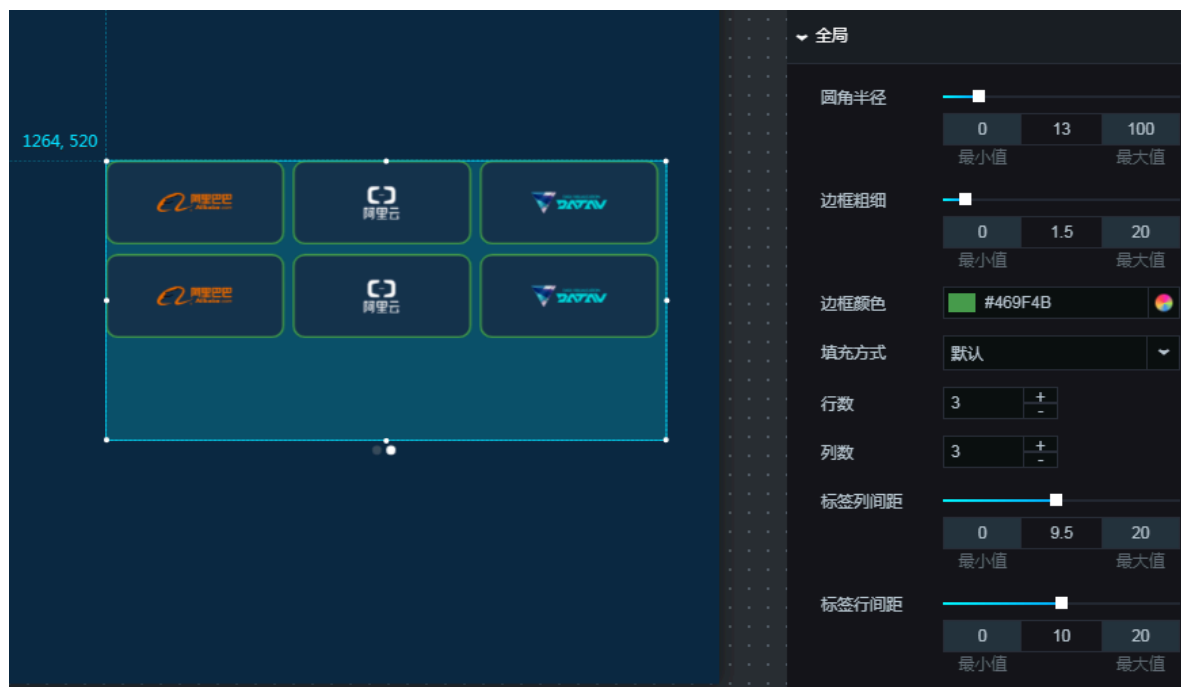 1264, 520
阿里巴巴
Alibaba.com
阿里云
DATAV
阿里巴巴
阿里云
DATAV
全局
圆角半径
0 13 100
最小值 最大值
边框粗细
0 1.5 20
最小值 最大值
边框颜色 #469F4B
填充方式 默认
行数 3 + -
列数 3 + -
标签列间距
0 9.5 20
最小值 最大值
标签行间距
0 10 20
最小值 最大值